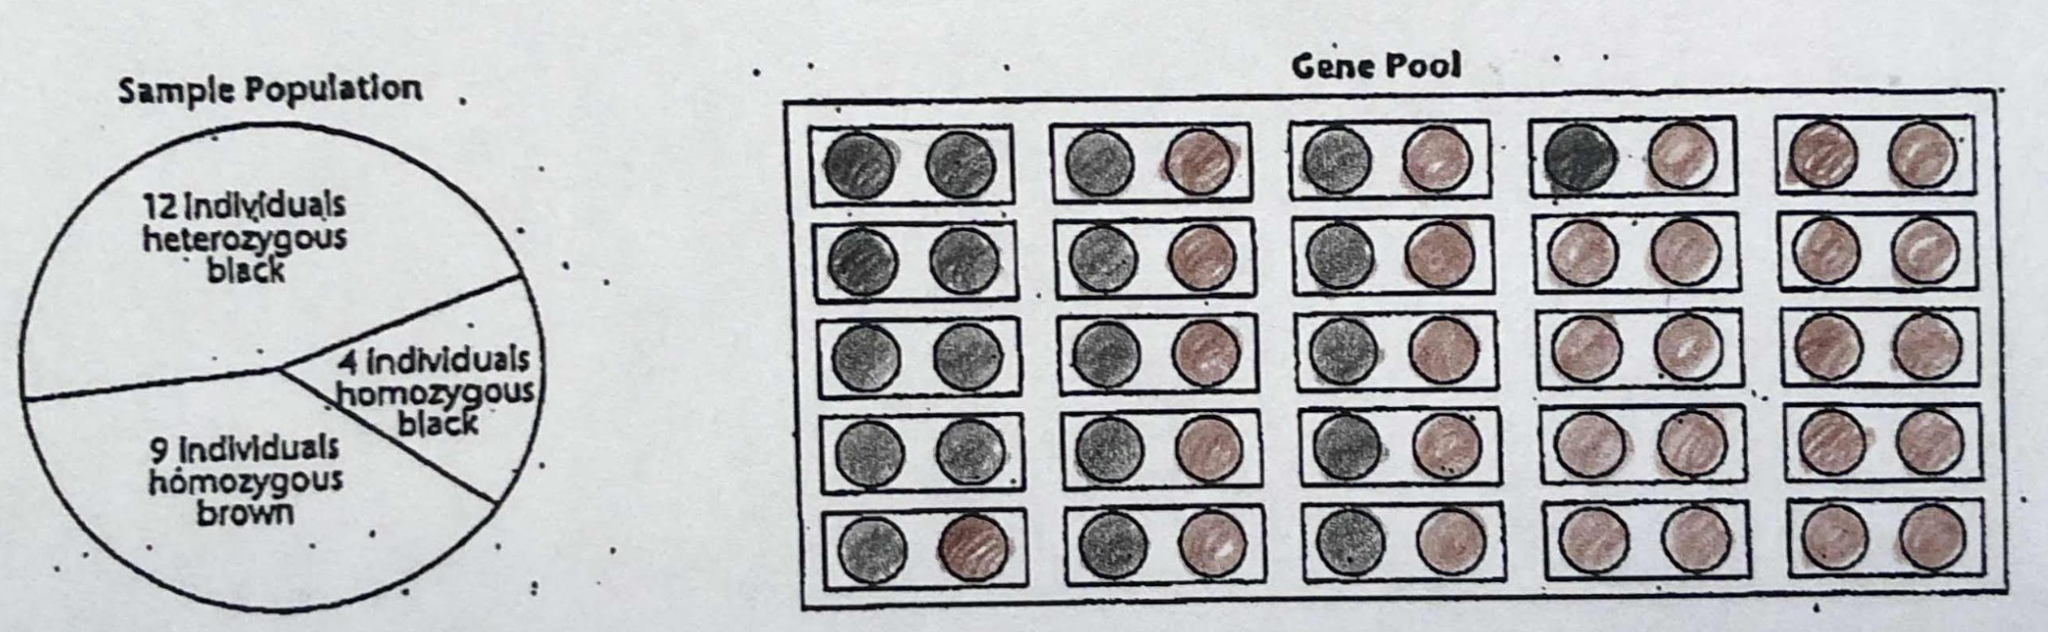 Sample Population
12 individuals
heterozygous
black
4 individuals
homozygous
black
9 individuals
homozygous
brown
Gene Pool